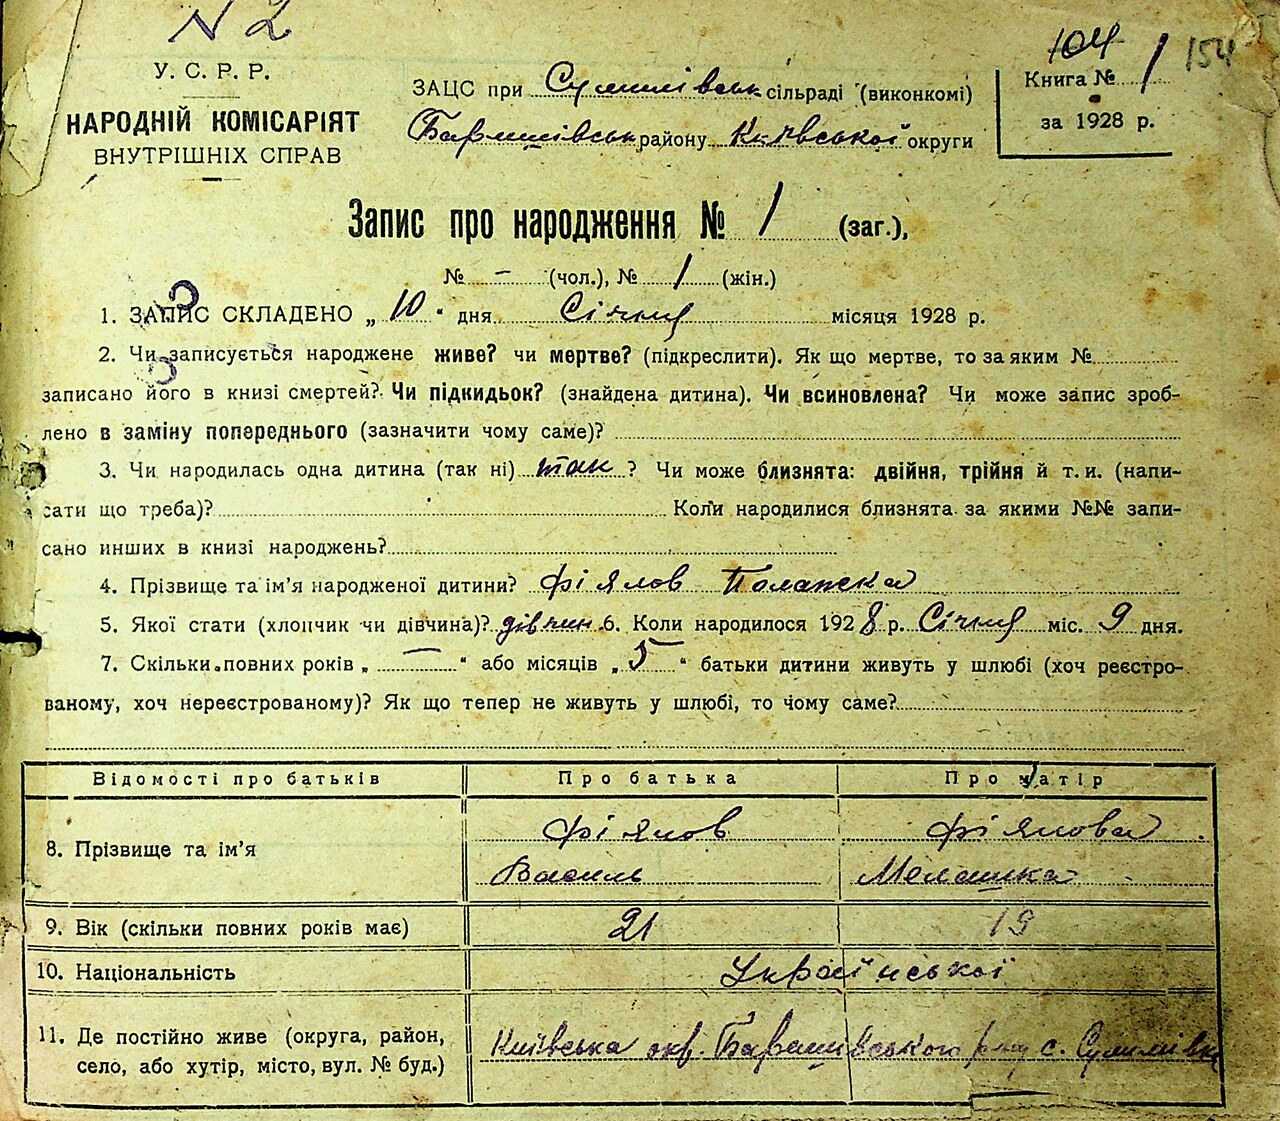 N 2
104
154
У. С. Р. Р.
НАРОДНІЙ КОМІСАРІЯТ
ВНУТРІШНІХ СПРАВ
ЗАЦС при Сулимівськ сільраді (виконкомі)
Баришівськ району Київської округи
Книга № 1
за 1928 р.
Запис про народження № 1 (заг.),
№ – (чол.), № 1 (жін.)
1. ЗАПИС СКЛАДЕНО „ 10 “ дня Січня місяця 1928 р.
2. Чи записується народжене живе? чи мертве? (підкреслити). Як що мертве, то за яким №
записано його в книзі смертей? Чи підкидьок? (знайдена дитина). Чи всиновлена? Чи може запис зроб-
лено в заміну попереднього (зазначити чому саме)?
3. Чи народилась одна дитина (так ні) так ? Чи може близнята: двійня, трійня й т. и. (напи-
сати що треба)? Коли народилися близнята за якими №№ запи-
сано инших в книзі народжень?
4. Прізвище та ім’я народженої дитини? Фіялов Полажка
5. Якої стати (хлопчик чи дівчина)? дівчин 6. Коли народилося 1928 р. Січня міс. 9 дня.
7. Скільки повних років „ — “ або місяців „ 5 “ батьки дитини живуть у шлюбі (хоч реєстро-
ваному, хоч нереєстрованому)? Як що тепер не живуть у шлюбі, то чому саме?
Відомості про батьків Про батька Про матір
8. Прізвище та ім’я
Фіялов Фіялова
Василь Мелашка
9. Вік (скільки повних років має) 21 19
10. Національність Української
11. Де постійно живе (округа, район,
село, або хутір, місто, вул. № буд.)
Київська окр. Баришівського р-ну с. Сулимівк